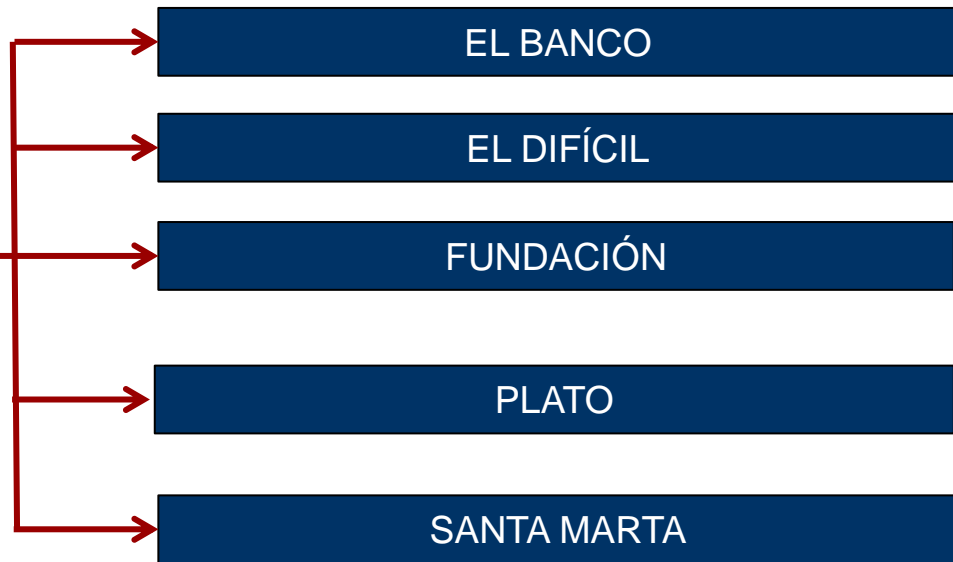 EL BANCO
EL DIFÍCIL
FUNDACIÓN
PLATO
SANTA MARTA